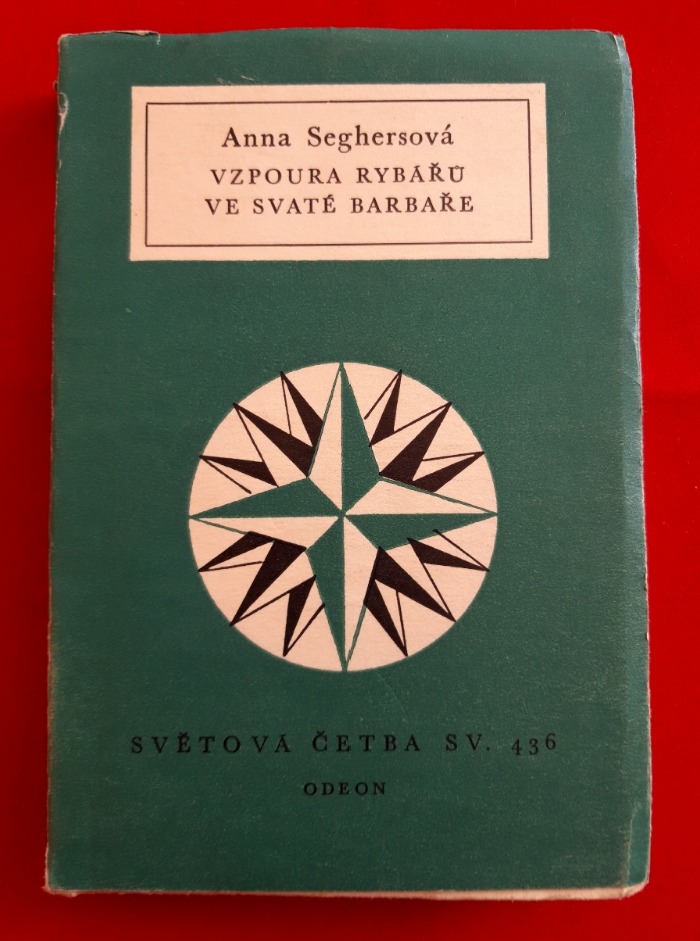 Anna Seghersová
VZPOURA RYBÁŘŮ
VE SVATÉ BARBAŘE
SVĚTOVÁ ČETBA SV. 436
ODEON